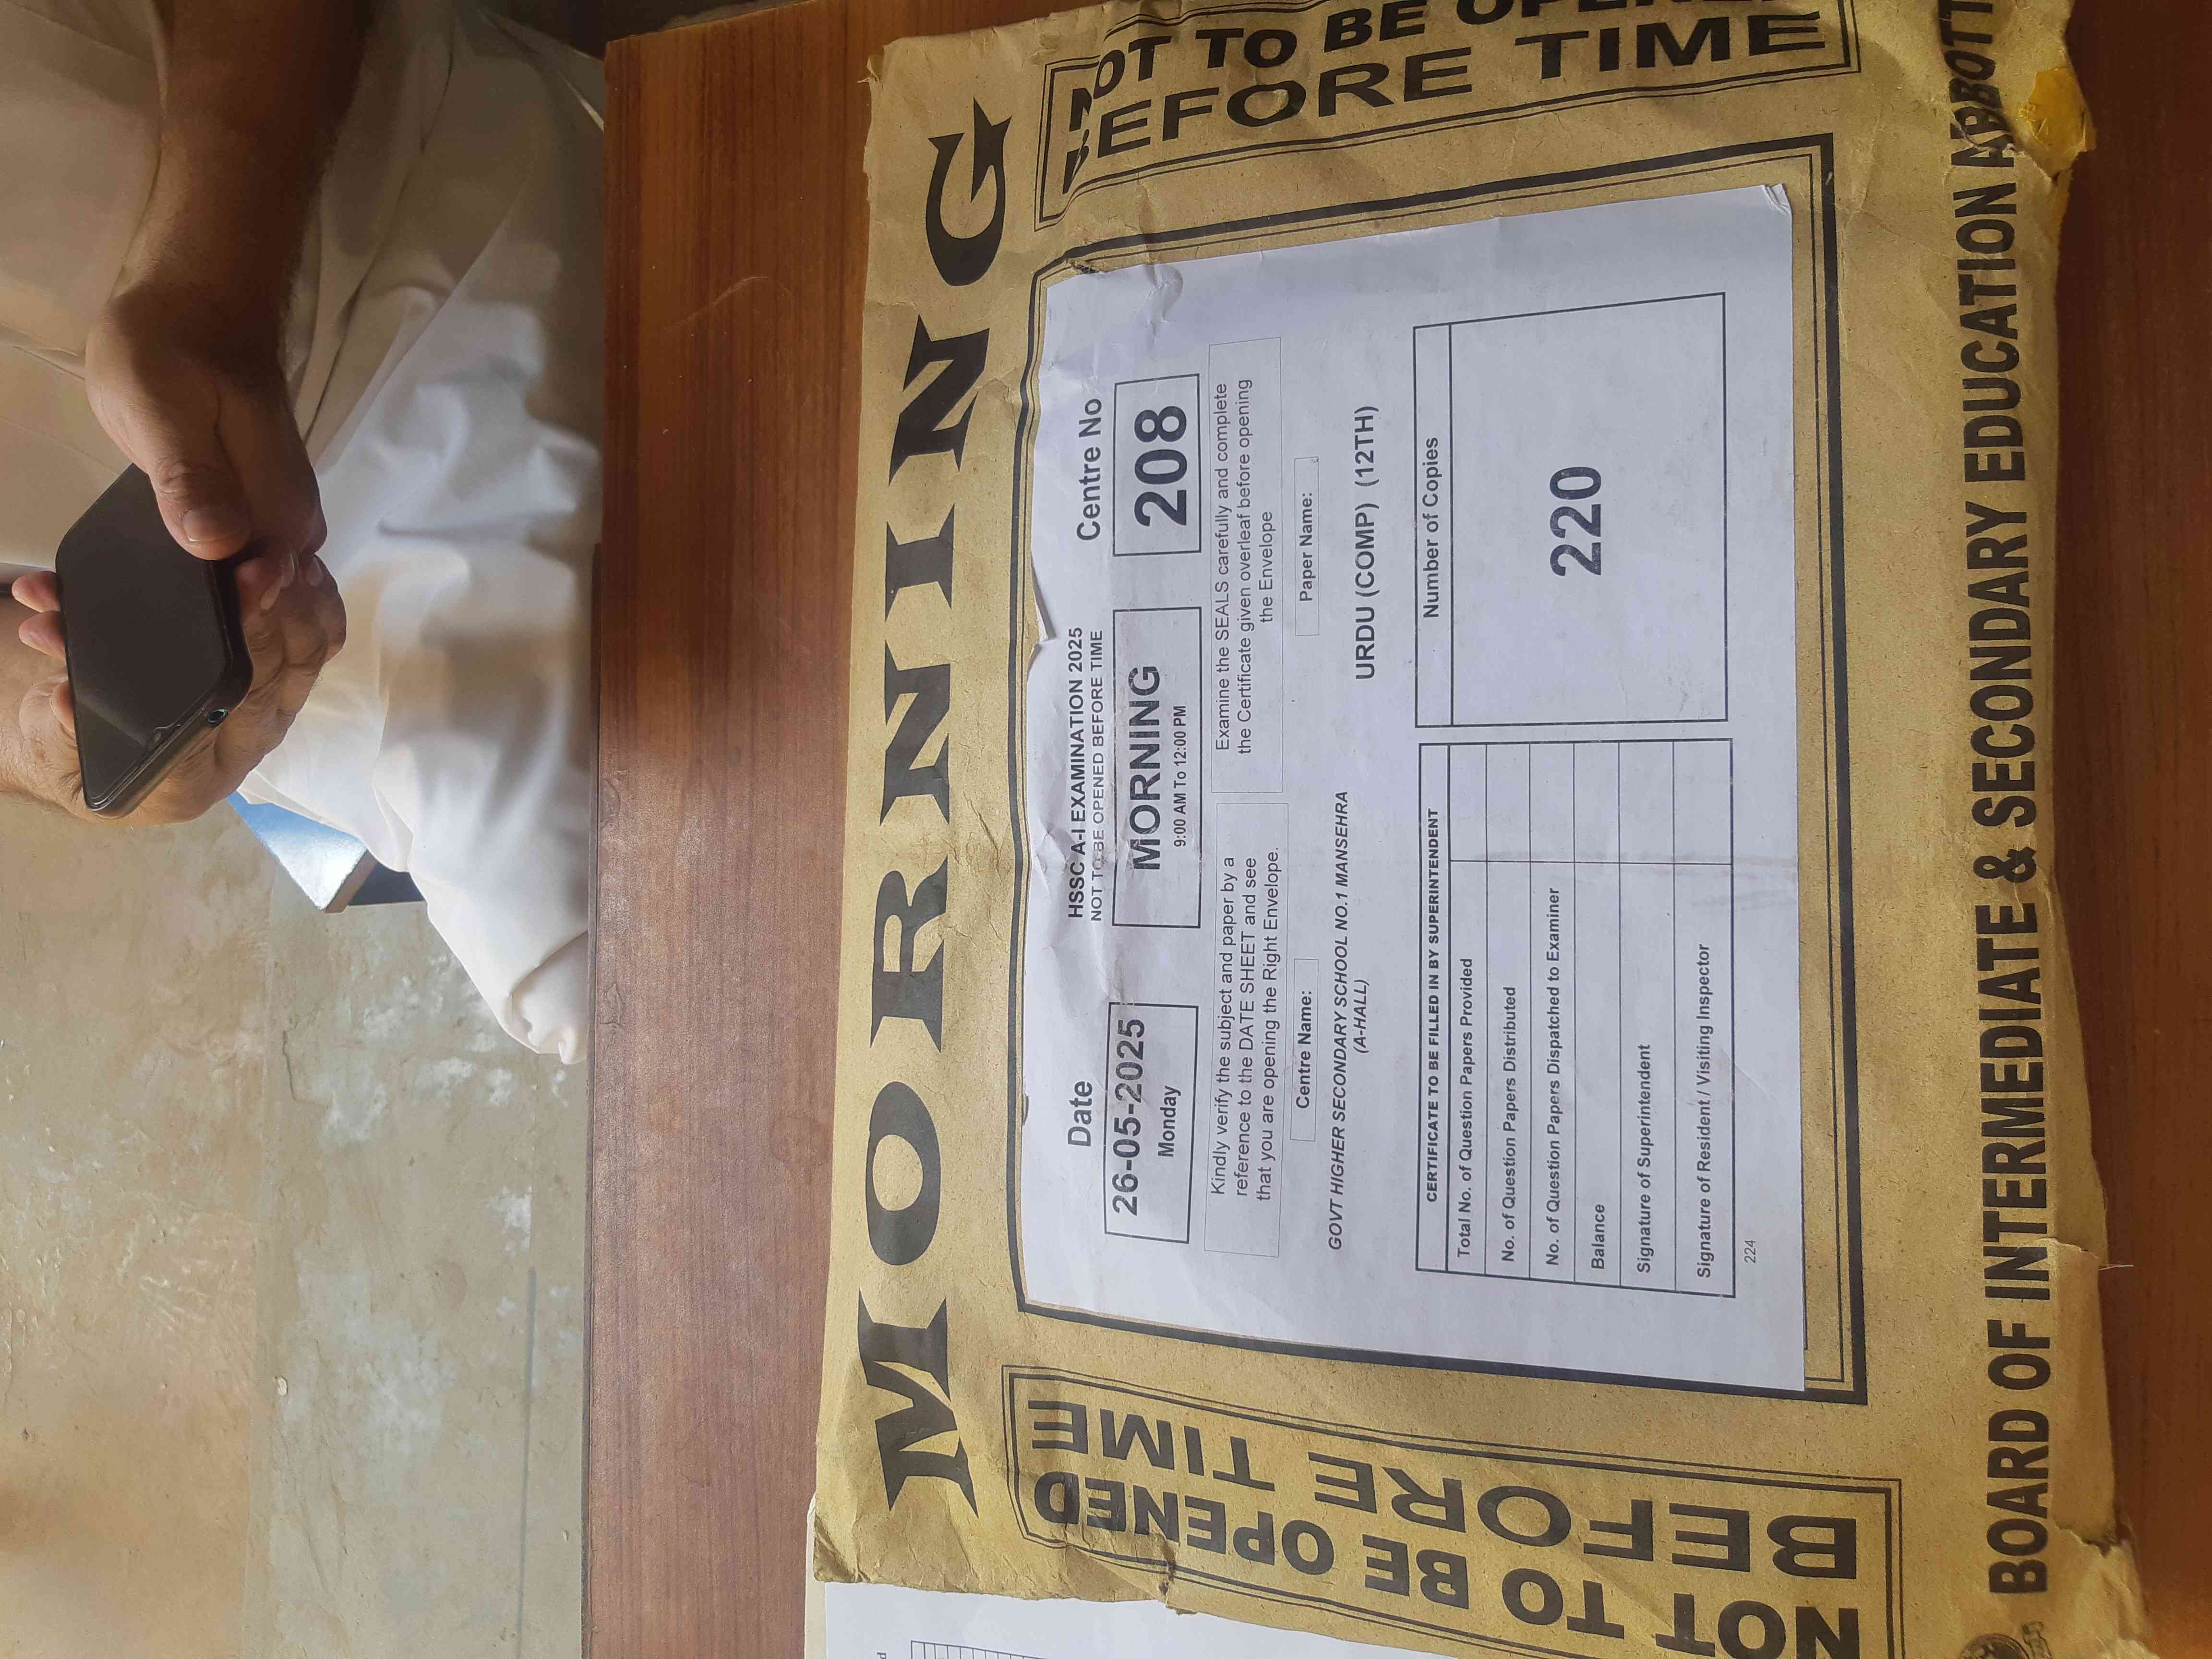 MORNING
NOT TO BE OPENED
BEFORE TIME
Date
26-05-2025
Monday
HSSC A-I EXAMINATION 2025
NOT TO BE OPENED BEFORE TIME
MORNING
9:00 AM To 12:00 PM
Centre No
208
Kindly verify the subject and paper by a
reference to the DATE SHEET and see
that you are opening the Right Envelope.
Examine the SEALS carefully and complete
the Certificate given overleaf before opening
the Envelope
Centre Name:
GOVT HIGHER SECONDARY SCHOOL NO.1 MANSEHRA
(A-HALL)
Paper Name:
URDU (COMP) (12TH)
CERTIFICATE TO BE FILLED IN BY SUPERINTENDENT
Total No. of Question Papers Provided
No. of Question Papers Distributed
No. of Question Papers Dispatched to Examiner
Balance
Signature of Superintendent
Signature of Resident / Visiting Inspector
Number of Copies
220
224
NOT TO BE OPENE
BEFORE TIME
BOARD OF INTERMEDIATE & SECONDARY EDUCATION ABBOTT